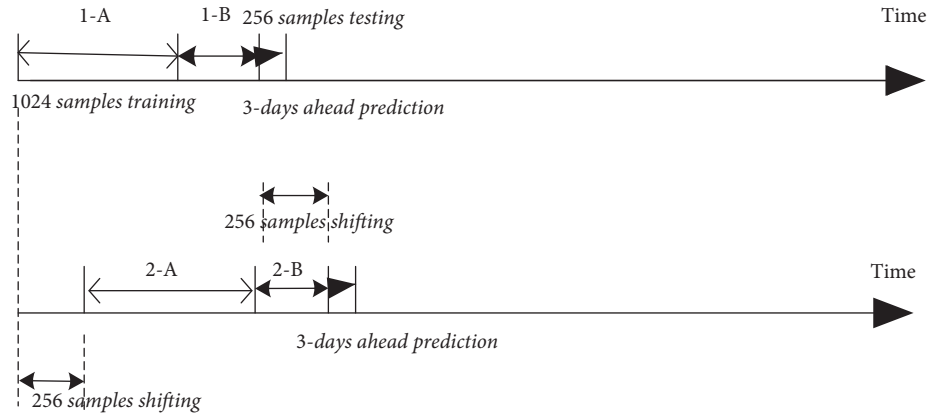 1-A
1-B
256 samples testing
Time
1024 samples training
3-days ahead prediction
256 samples shifting
2-A
2-B
Time
3-days ahead prediction
256 samples shifting